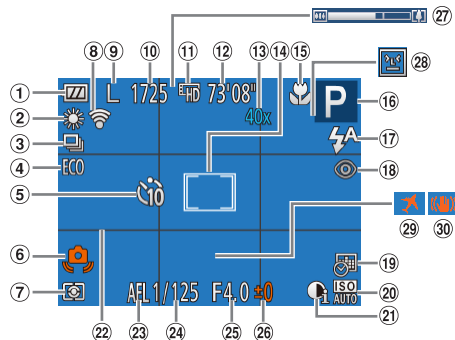 ⑧ ⑨ ⑩ ⑪ ⑫ ⑬ ⑭ ⑮ ㉗
① L 1725 EHD 73'08" P ⑯ ㉘
② 40x
③ A ⑰
④ ECO ⑱
⑤ 10
㉙ ㉚
⑥ ⑲
⑦ AFL 1/125 F4.0 ±0 i ISO AUTO ⑳
㉒ ㉓ ㉔ ㉕ ㉖ ㉑